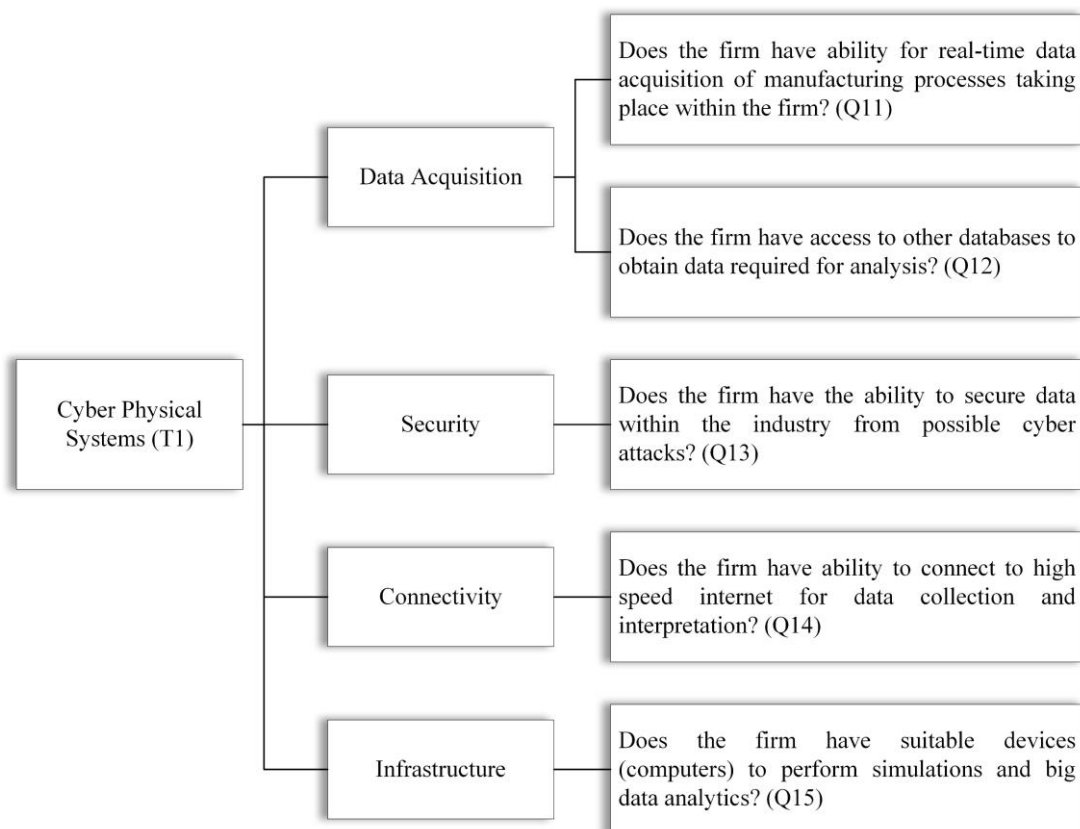 Does the firm have ability for real-time data
acquisition of manufacturing processes taking
place within the firm? (Q11)
Data Acquisition
Does the firm have access to other databases to
obtain data required for analysis? (Q12)
Cyber Physical
Systems (T1)
Security
Does the firm have the ability to secure data
within the industry from possible cyber
attacks? (Q13)
Connectivity
Does the firm have ability to connect to high
speed internet for data collection and
interpretation? (Q14)
Infrastructure
Does the firm have suitable devices
(computers) to perform simulations and big
data analytics? (Q15)